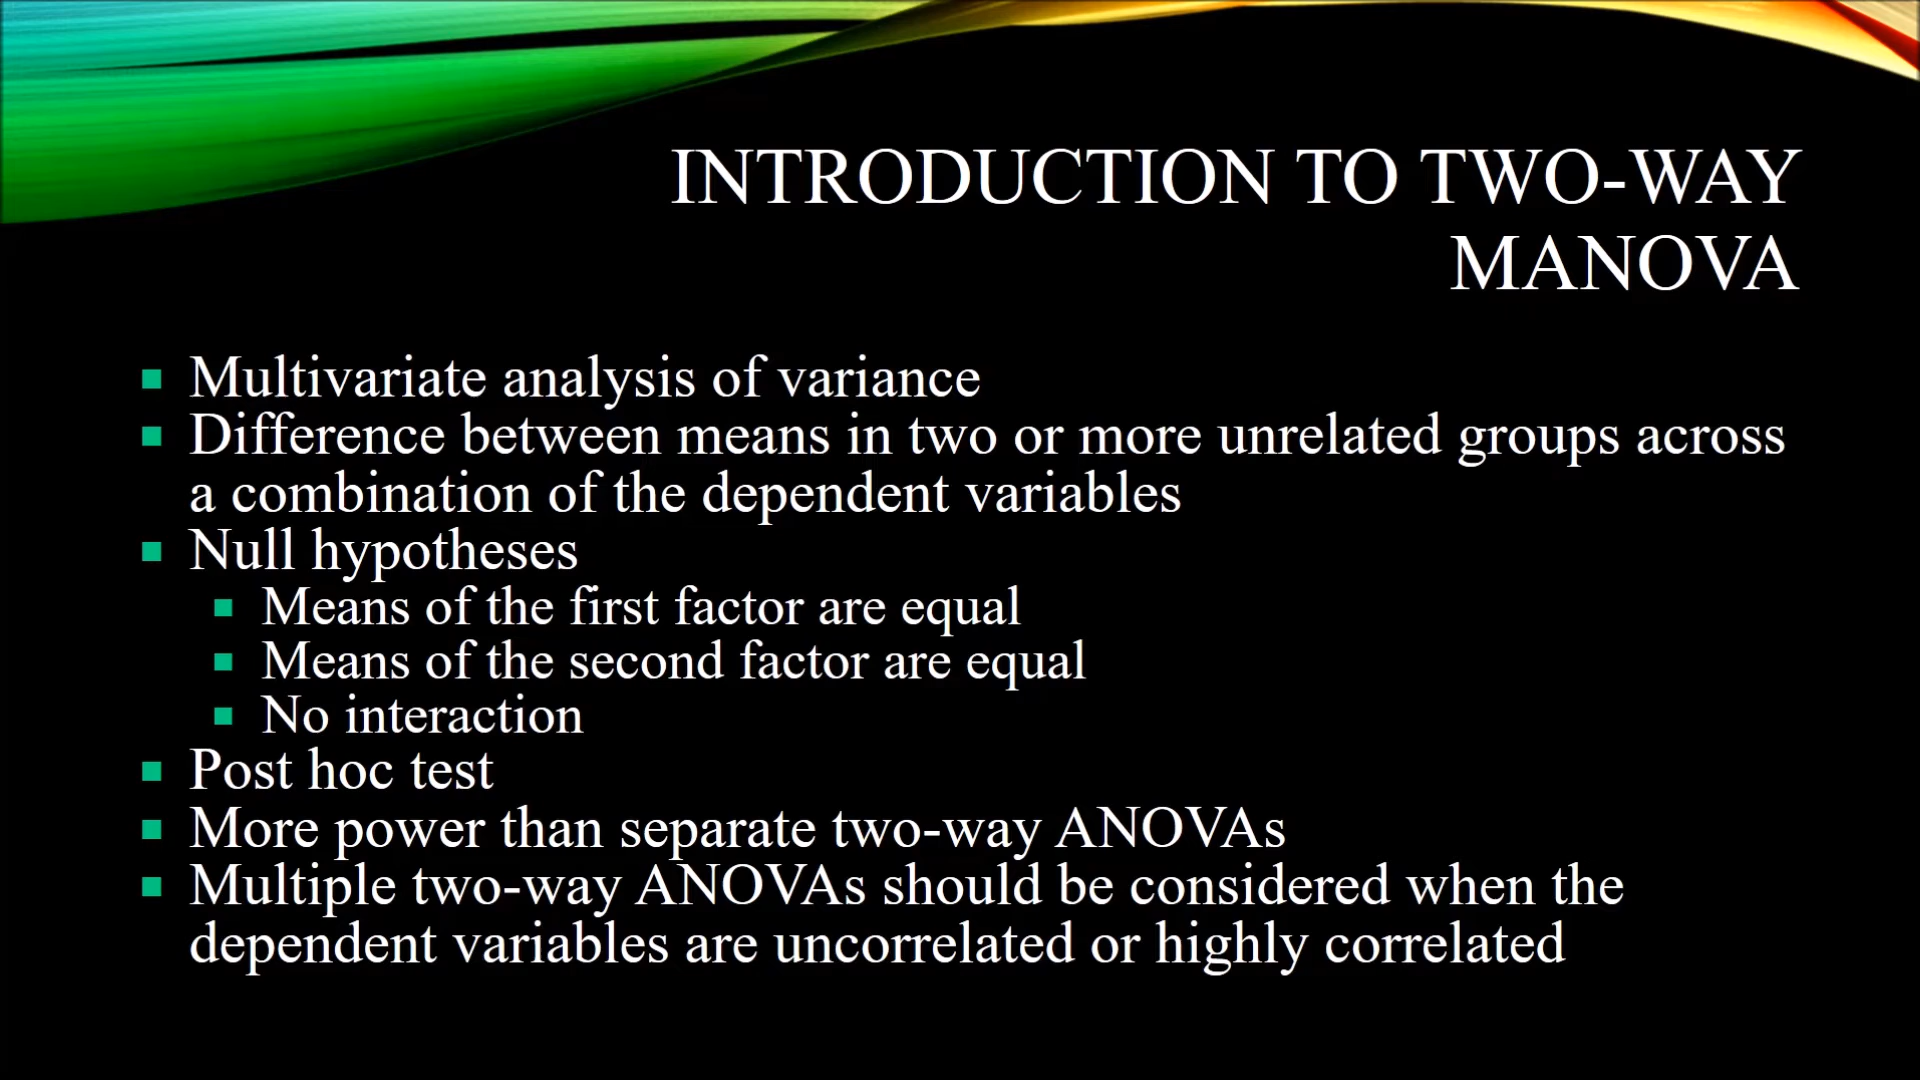 INTRODUCTION TO TWO-WAY
MANOVA
Multivariate analysis of variance
Difference between means in two or more unrelated groups across
a combination of the dependent variables
Null hypotheses
Means of the first factor are equal
Means of the second factor are equal
No interaction
Post hoc test
More power than separate two-way ANOVAs
Multiple two-way ANOVAs should be considered when the
dependent variables are uncorrelated or highly correlated